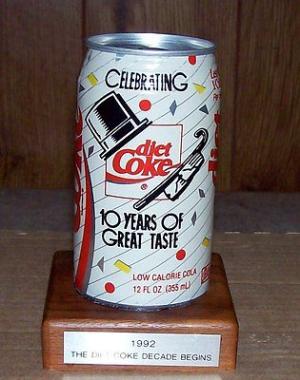 CELEBRATING
diet
Coke
®
10 YEARS OF
GREAT TASTE
LOW CALORIE COLA
12 FL OZ (355 mL)
1992
THE DIET COKE DECADE BEGINS